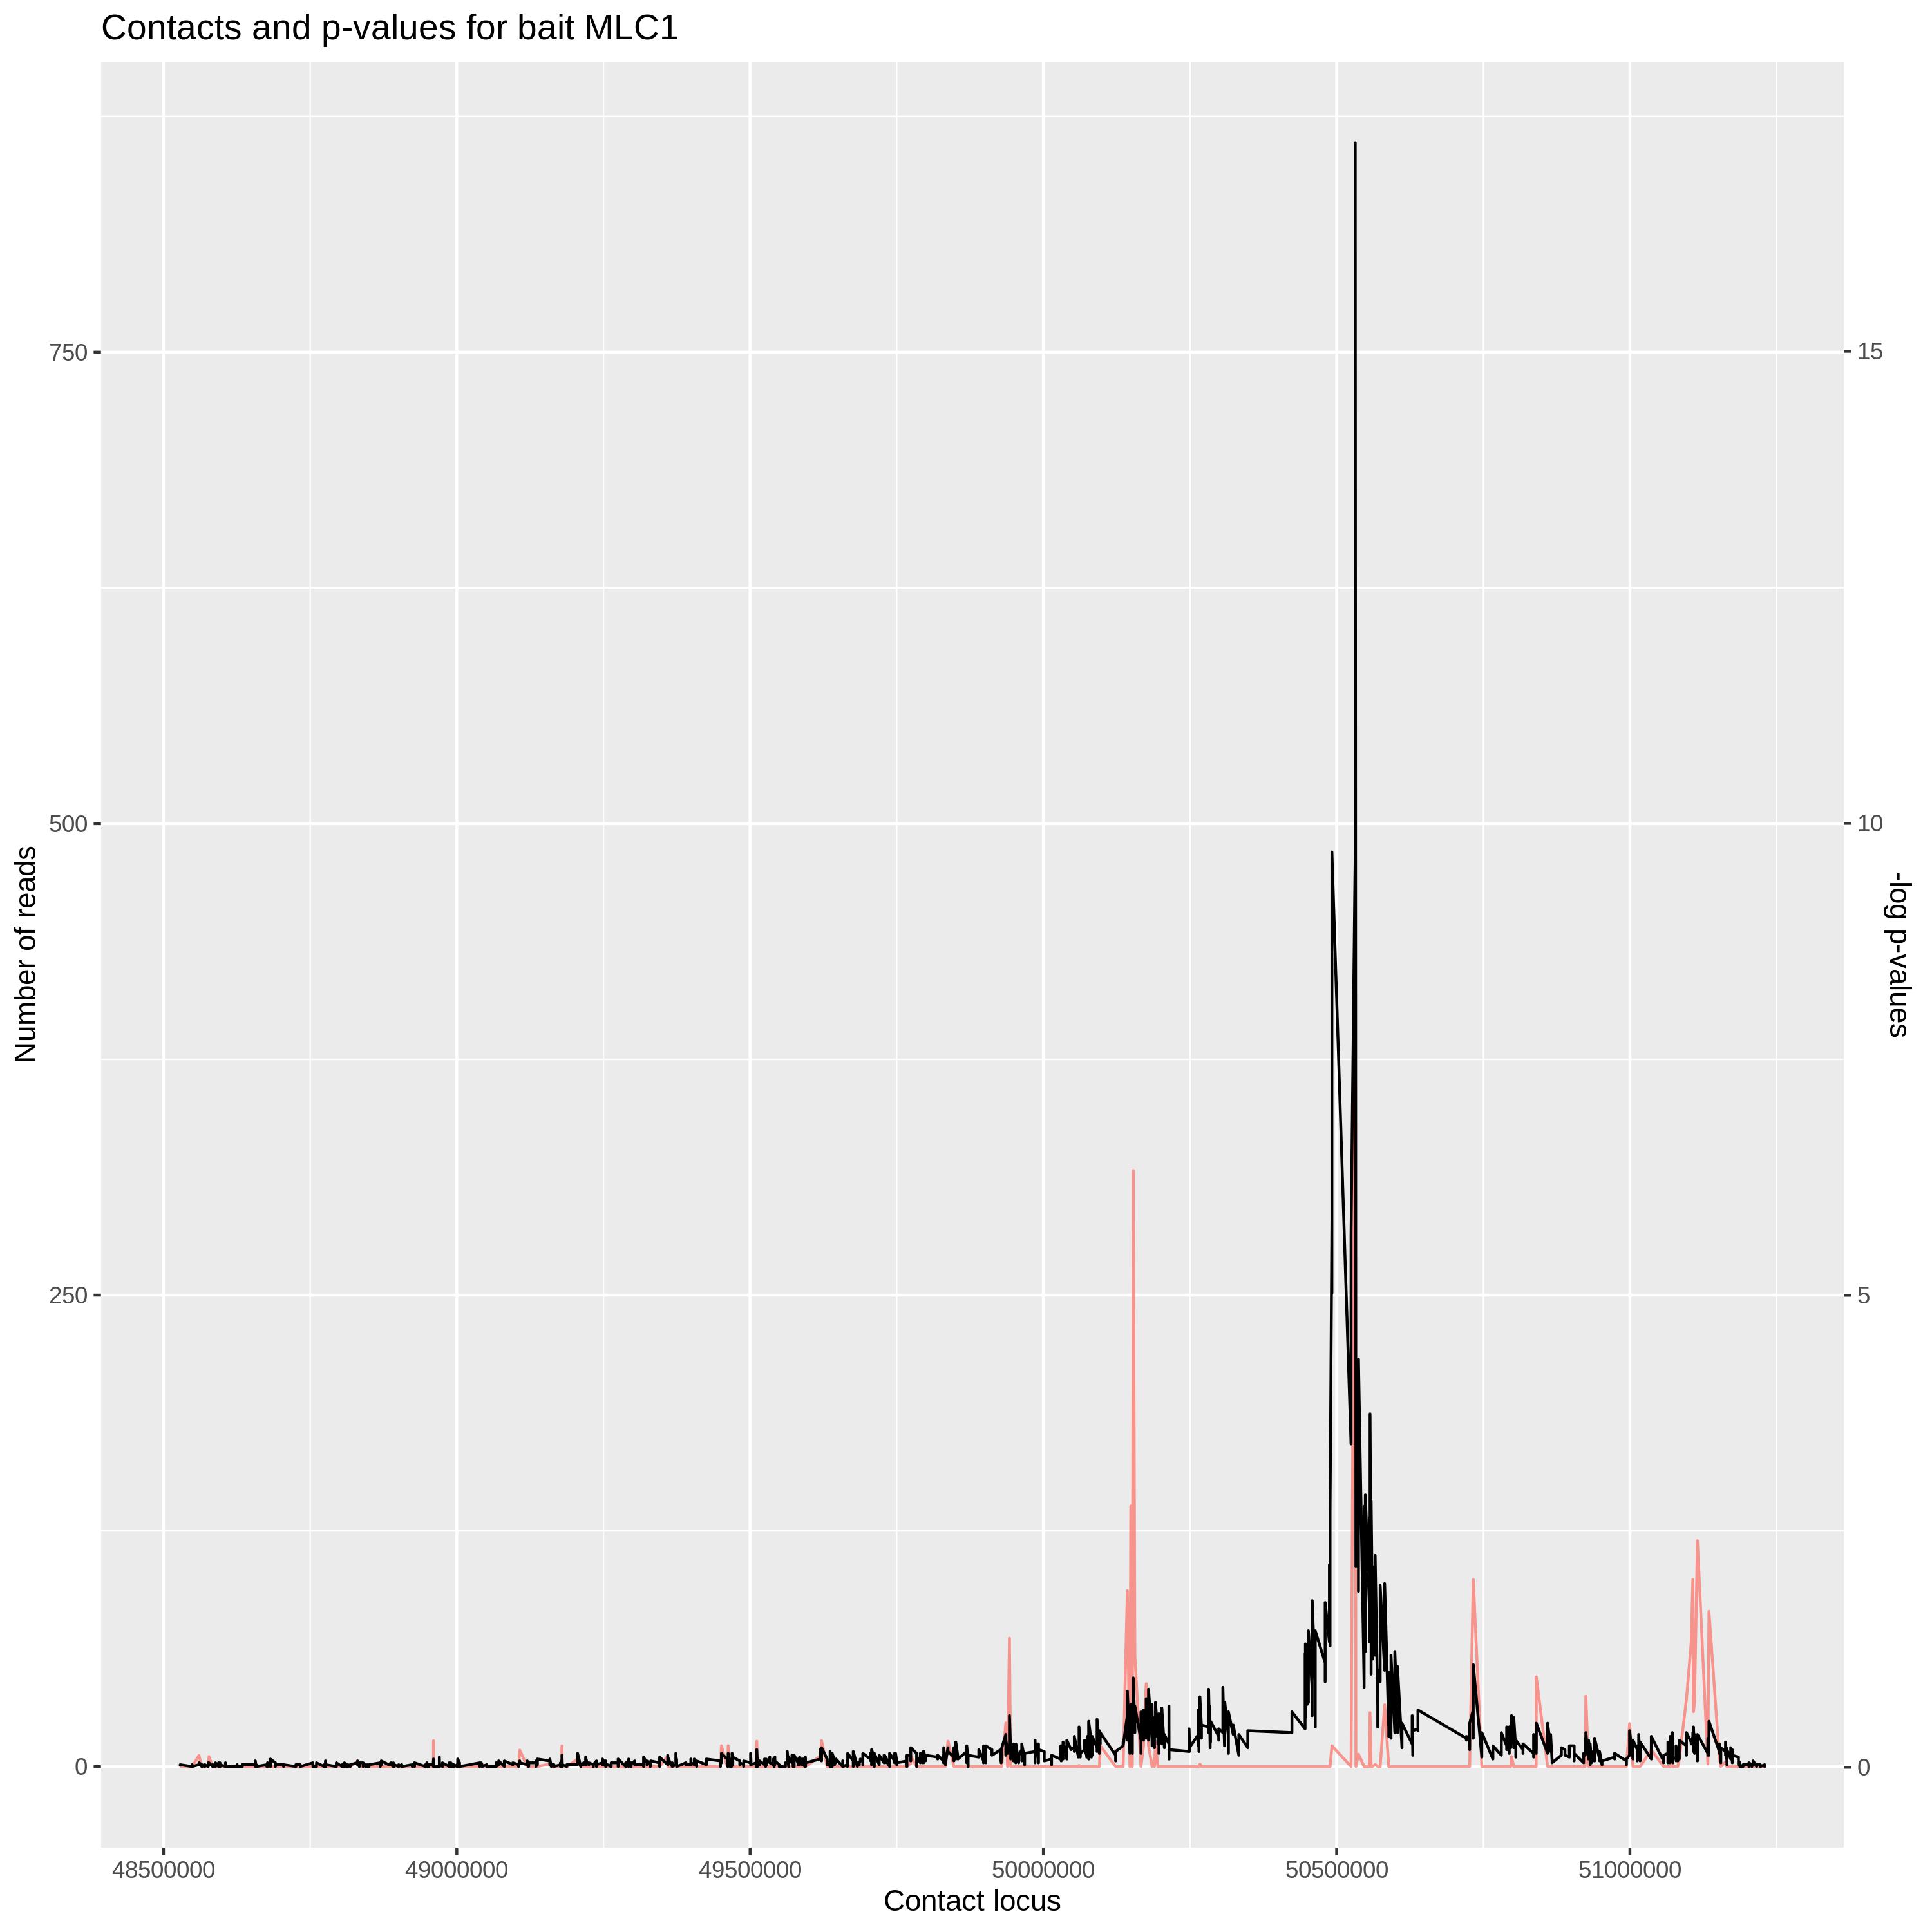 Contacts and p-values for bait MLC1
Number of reads
750
500
250
0
15
10
5
0
-log p-values
48500000 49000000 49500000 50000000 50500000 51000000
Contact locus